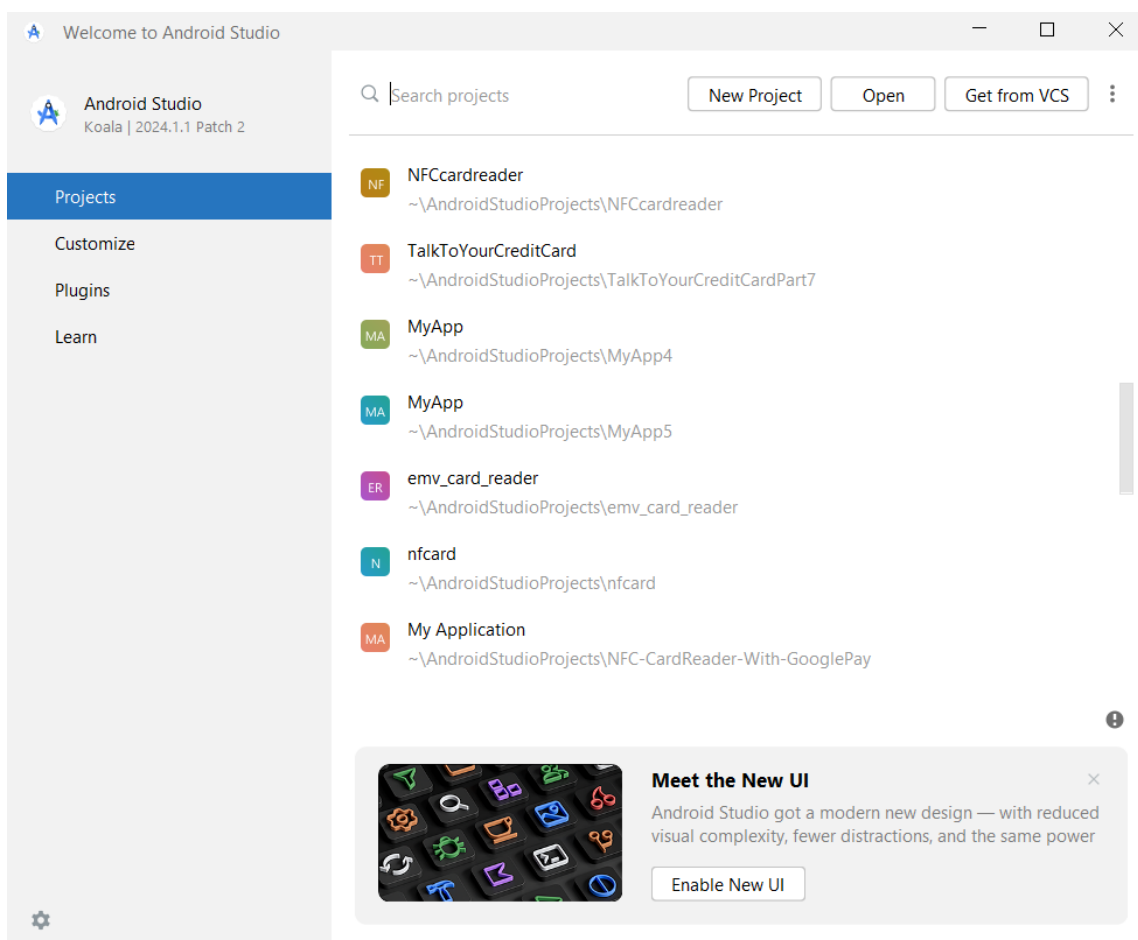 Welcome to Android Studio
Android Studio
Koala | 2024.1.1 Patch 2
Projects
Customize
Plugins
Learn
Search projects
New Project
Open
Get from VCS
NF
NFCcardreader
~\AndroidStudioProjects\NFCcardreader
TT
TalkToYourCreditCard
~\AndroidStudioProjects\TalkToYourCreditCardPart7
MA
MyApp
~\AndroidStudioProjects\MyApp4
MA
MyApp
~\AndroidStudioProjects\MyApp5
ER
emv_card_reader
~\AndroidStudioProjects\emv_card_reader
N
nfcard
~\AndroidStudioProjects\nfcard
MA
My Application
~\AndroidStudioProjects\NFC-CardReader-With-GooglePay
Meet the New UI
Android Studio got a modern new design — with reduced
visual complexity, fewer distractions, and the same power
Enable New UI